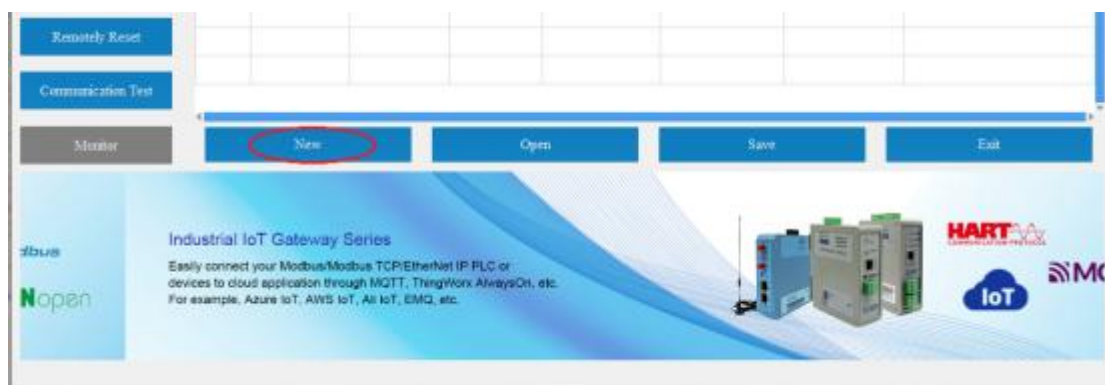 Remotely Reset
Communication Test
Monitor
New
Open
Save
Exit
dbus
Nopen
Industrial IoT Gateway Series
Easily connect your Modbus/Modbus TCP/EtherNet IP PLC or
devices to cloud application through MQTT, ThingWorx AlwaysOn, etc.
For example, Azure IoT, AWS IoT, Ali IoT, EMQ, etc.
HART
COMMUNICATION PROTOCOL
IoT
MQ